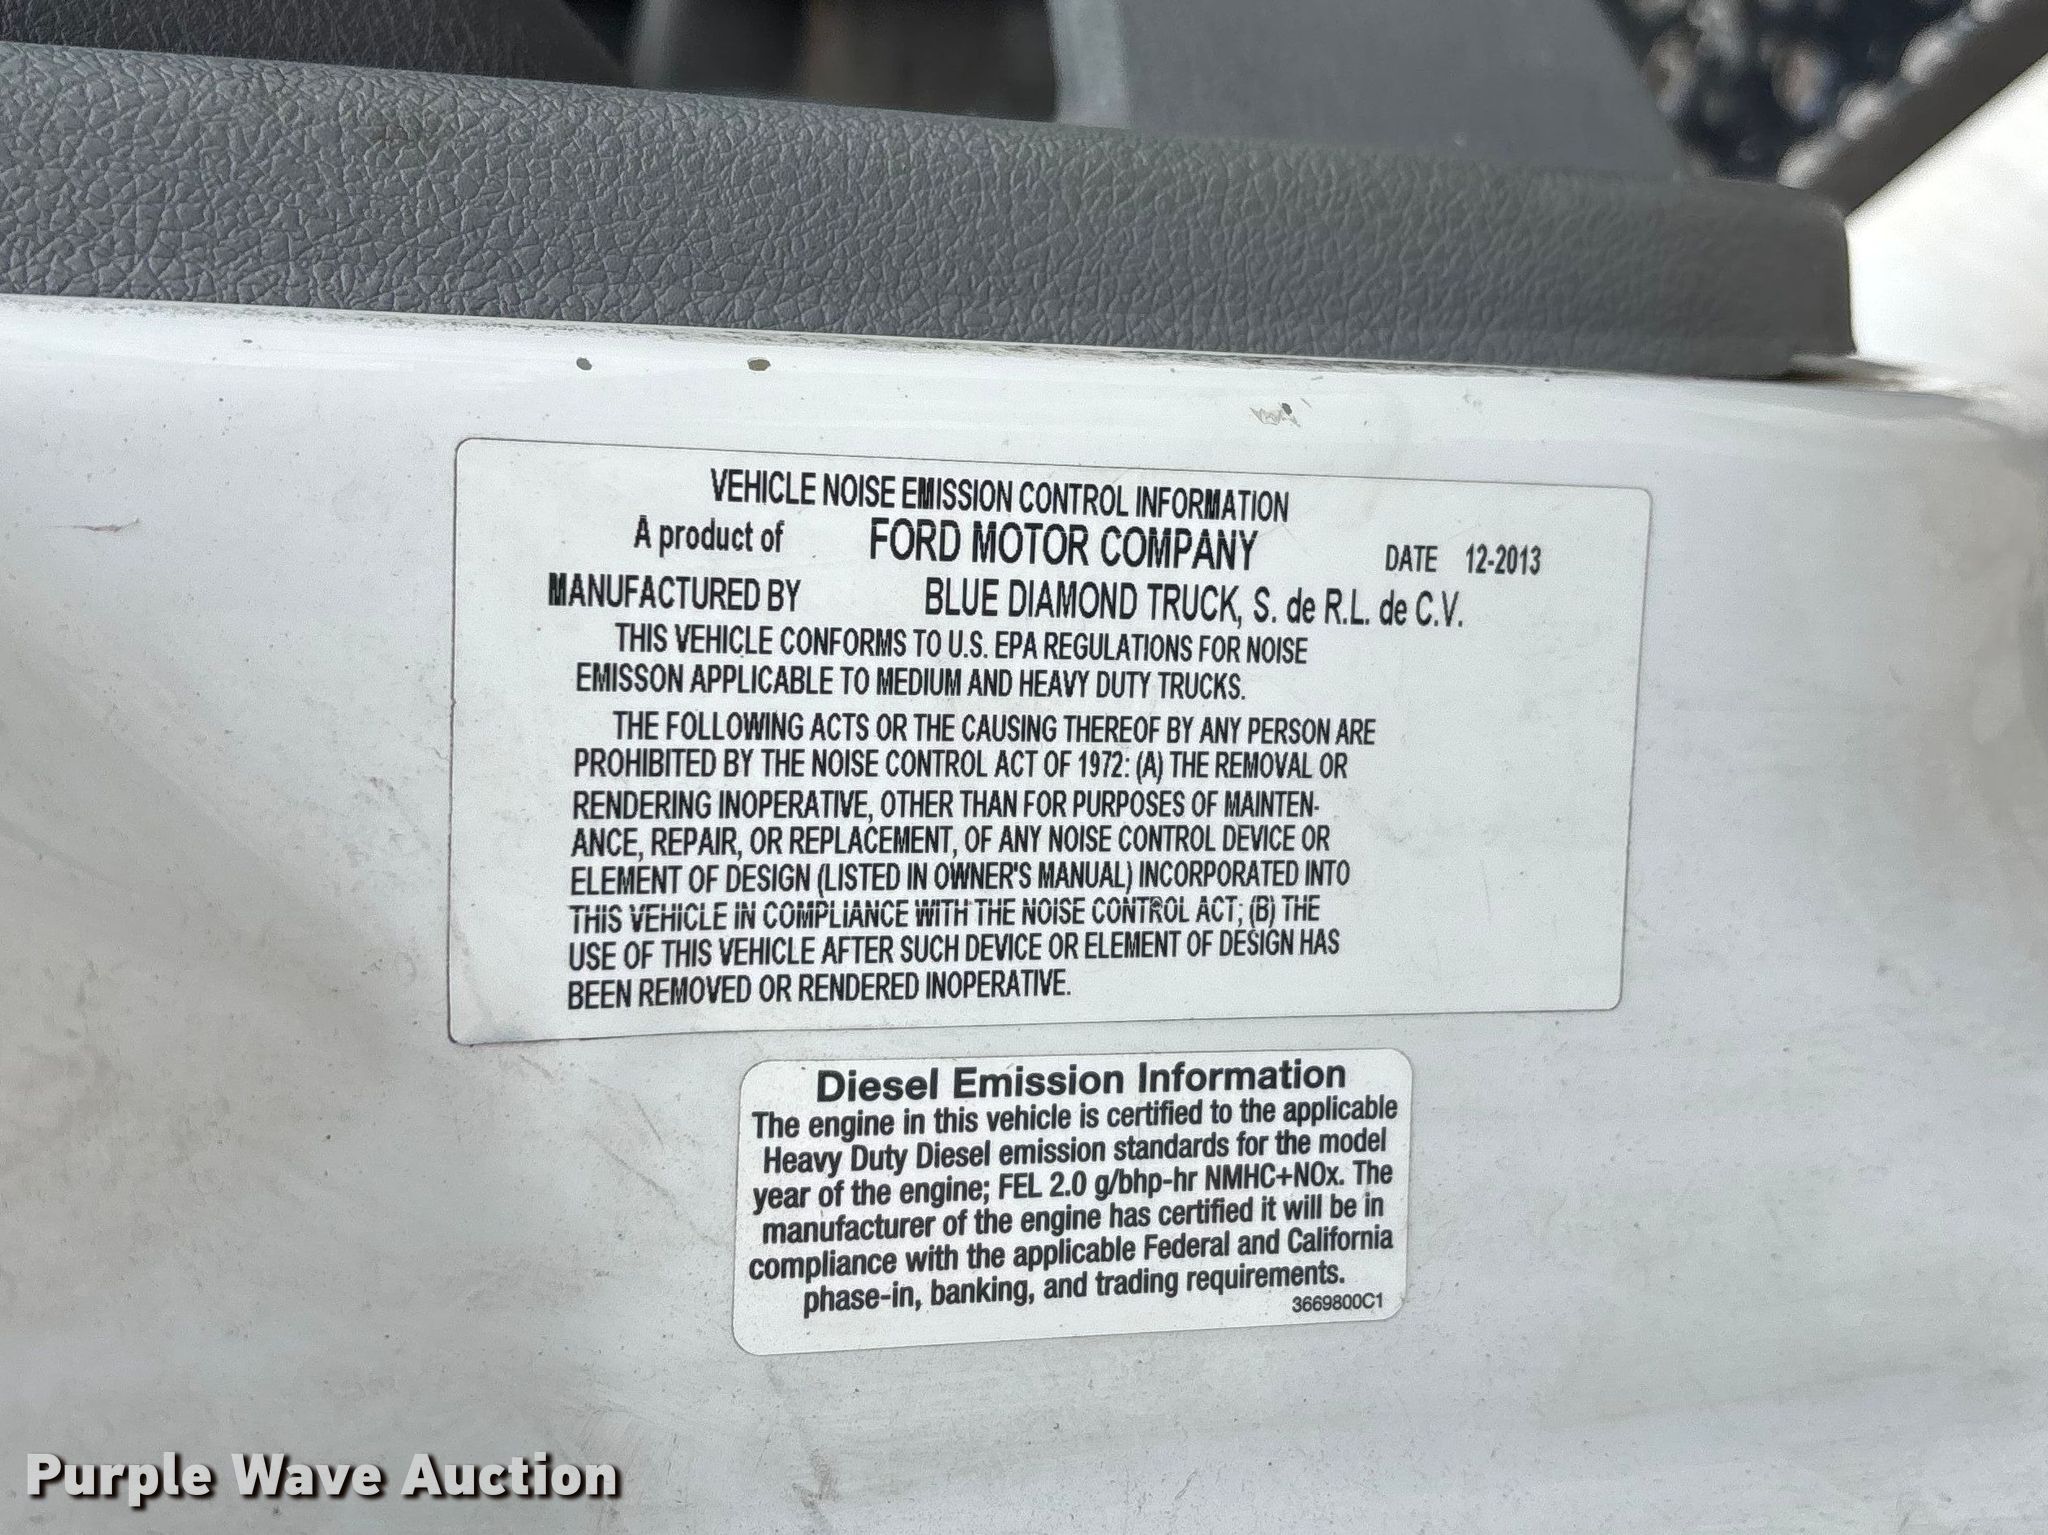 VEHICLE NOISE EMISSION CONTROL INFORMATION
A product of FORD MOTOR COMPANY DATE 12-2013
MANUFACTURED BY BLUE DIAMOND TRUCK, S. de R.L. de C.V.
THIS VEHICLE CONFORMS TO U.S. EPA REGULATIONS FOR NOISE
EMISSON APPLICABLE TO MEDIUM AND HEAVY DUTY TRUCKS.
THE FOLLOWING ACTS OR THE CAUSING THEREOF BY ANY PERSON ARE
PROHIBITED BY THE NOISE CONTROL ACT OF 1972: (A) THE REMOVAL OR
RENDERING INOPERATIVE, OTHER THAN FOR PURPOSES OF MAINTEN-
ANCE, REPAIR, OR REPLACEMENT, OF ANY NOISE CONTROL DEVICE OR
ELEMENT OF DESIGN (LISTED IN OWNER'S MANUAL) INCORPORATED INTO
THIS VEHICLE IN COMPLIANCE WITH THE NOISE CONTROL ACT; (B) THE
USE OF THIS VEHICLE AFTER SUCH DEVICE OR ELEMENT OF DESIGN HAS
BEEN REMOVED OR RENDERED INOPERATIVE.
Diesel Emission Information
The engine in this vehicle is certified to the applicable
Heavy Duty Diesel emission standards for the model
year of the engine; FEL 2.0 g/bhp-hr NMHC+NOx. The
manufacturer of the engine has certified it will be in
compliance with the applicable Federal and California
phase-in, banking, and trading requirements.
3669800C1
Purple Wave Auction